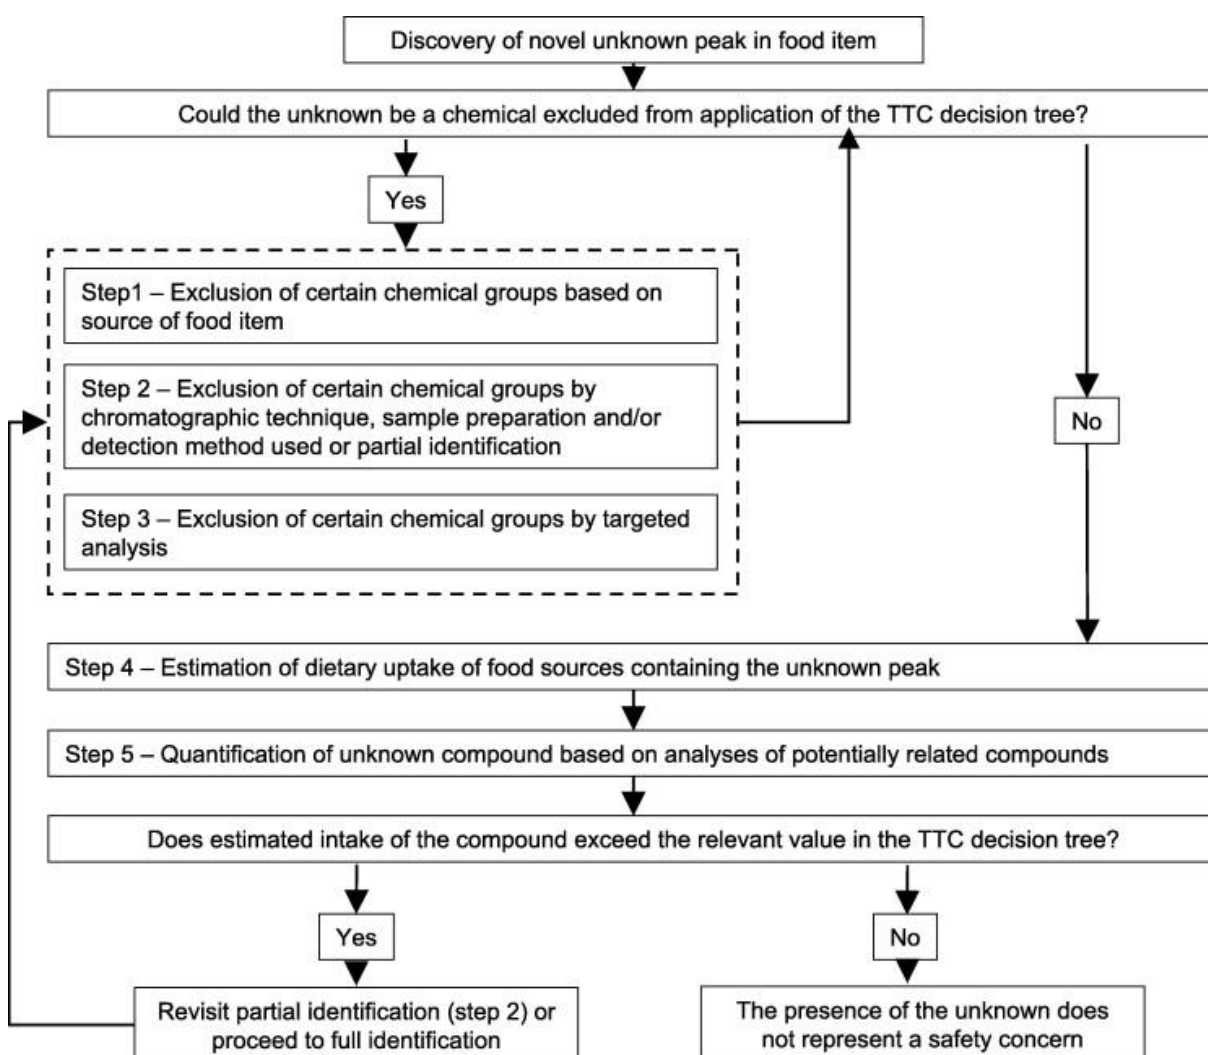 Discovery of novel unknown peak in food item
Could the unknown be a chemical excluded from application of the TTC decision tree?
Yes
Step1 – Exclusion of certain chemical groups based on
source of food item
Step 2 – Exclusion of certain chemical groups by
chromatographic technique, sample preparation and/or
detection method used or partial identification
No
Step 3 – Exclusion of certain chemical groups by targeted
analysis
Step 4 – Estimation of dietary uptake of food sources containing the unknown peak
Step 5 – Quantification of unknown compound based on analyses of potentially related compounds
Does estimated intake of the compound exceed the relevant value in the TTC decision tree?
Yes
No
Revisit partial identification (step 2) or
proceed to full identification
The presence of the unknown does
not represent a safety concern